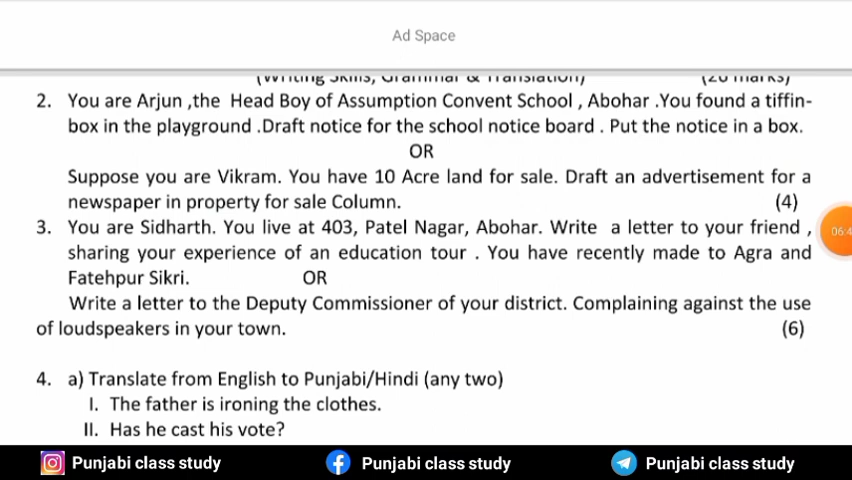 Ad Space
(Writing Skills, Grammar & Translation) (20 marks)
2. You are Arjun ,the Head Boy of Assumption Convent School , Abohar .You found a tiffin-
box in the playground .Draft notice for the school notice board . Put the notice in a box.
OR
Suppose you are Vikram. You have 10 Acre land for sale. Draft an advertisement for a
newspaper in property for sale Column. (4)
3. You are Sidharth. You live at 403, Patel Nagar, Abohar. Write a letter to your friend ,
sharing your experience of an education tour . You have recently made to Agra and
Fatehpur Sikri. OR
Write a letter to the Deputy Commissioner of your district. Complaining against the use
of loudspeakers in your town. (6)
4. a) Translate from English to Punjabi/Hindi (any two)
I. The father is ironing the clothes.
II. Has he cast his vote?
Punjabi class study Punjabi class study Punjabi class study